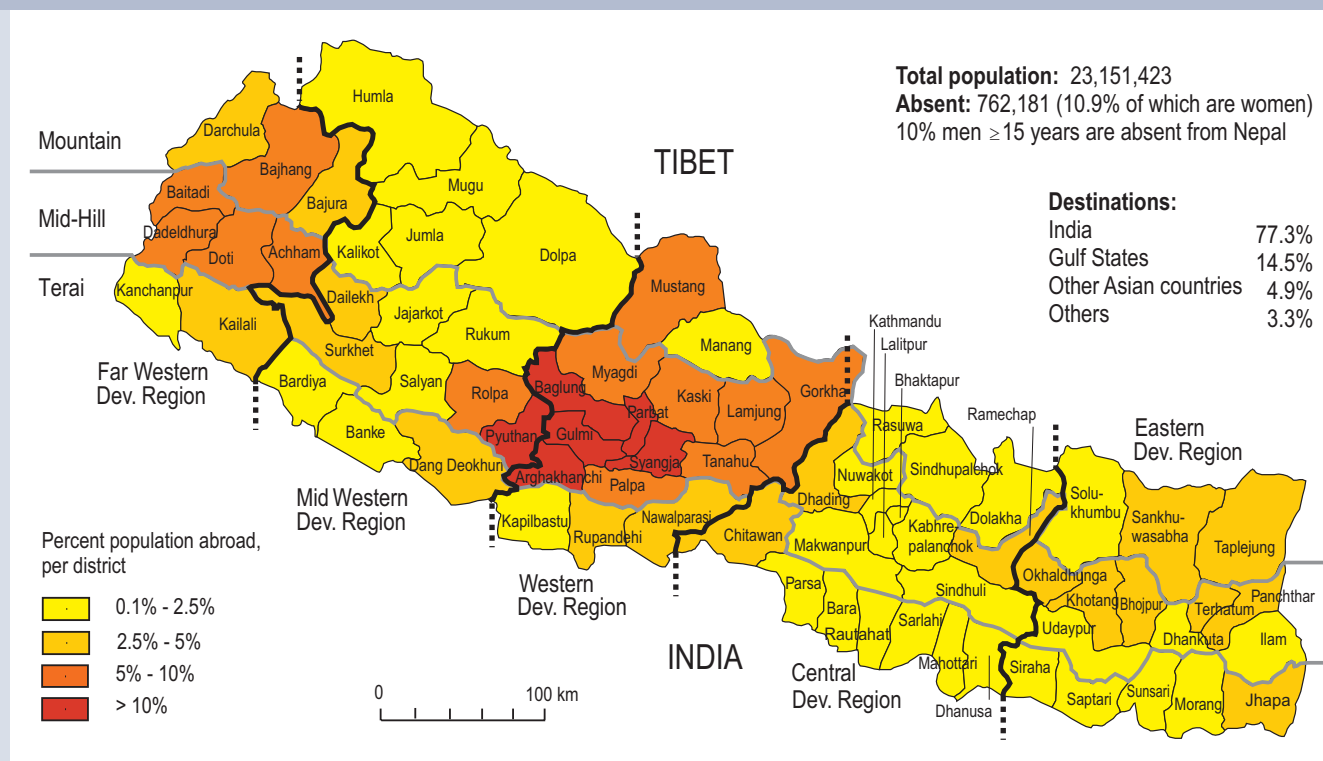 Total population: 23,151,423
Absent: 762,181 (10.9% of which are women)
10% men ≥15 years are absent from Nepal
Destinations:
India 77.3%
Gulf States 14.5%
Other Asian countries 4.9%
Others 3.3%
Mountain
Mid-Hill
Terai
TIBET
INDIA
Far Western
Dev. Region
Mid Western
Dev. Region
Western
Dev. Region
Central
Dev. Region
Eastern
Dev. Region
Humla
Darchula
Bajhang
Mugu
Baitadi
Bajura
Dadeldhura
Doti
Achham
Kalikot
Jumla
Dolpa
Kanchanpur
Kailali
Dailekh
Jajarkot
Rukum
Surkhet
Bardiya
Salyan
Rolpa
Banke
Pyuthan
Dang Deokhun
Mustang
Manang
Myagdi
Baglung
Parbat
Kaski
Lamjung
Gorkha
Gulmi
Syangja
Tanahu
Arghakhanchi
Palpa
Kapilbastu
Rupandehi
Nawalparasi
Kathmandu
Lalitpur
Bhaktapur
Ramechap
Rasuwa
Nuwakot
Sindhupalchok
Dhading
Dolakha
Chitawan
Makwanpur
Kabhre-
palanchok
Parsa
Bara
Rautahat
Sarlahi
Sindhuli
Mahottari
Dhanusa
Solu-
khumbu
Sankhu-
wasabha
Taplejung
Okhaldhunga
Khotang
Bhojpur
Terhatum
Panchthar
Udaypur
Dhankuta
Ilam
Siraha
Saptari
Sunsari
Morang
Jhapa
Percent population abroad,
per district
0.1% - 2.5%
2.5% - 5%
5% - 10%
> 10%
0 100 km